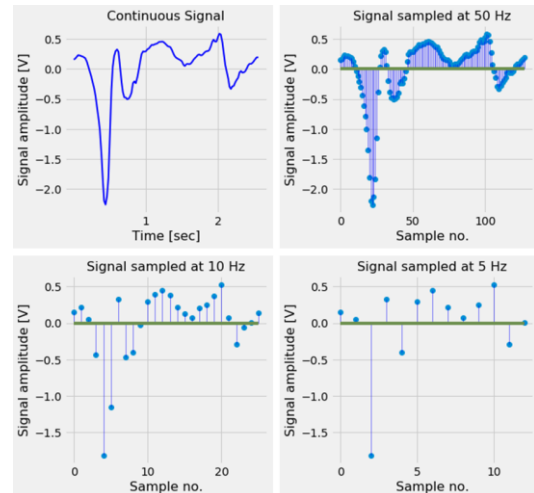 Continuous Signal
Signal amplitude [V]
0.5
0.0
−0.5
−1.0
−1.5
−2.0
1
2
Time [sec]
Signal sampled at 50 Hz
Signal amplitude [V]
0.5
0.0
−0.5
−1.0
−1.5
−2.0
0
50
100
Sample no.
Signal sampled at 10 Hz
Signal amplitude [V]
0.5
0.0
−0.5
−1.0
−1.5
0
10
20
Sample no.
Signal sampled at 5 Hz
Signal amplitude [V]
0.5
0.0
−0.5
−1.0
−1.5
0
5
10
Sample no.